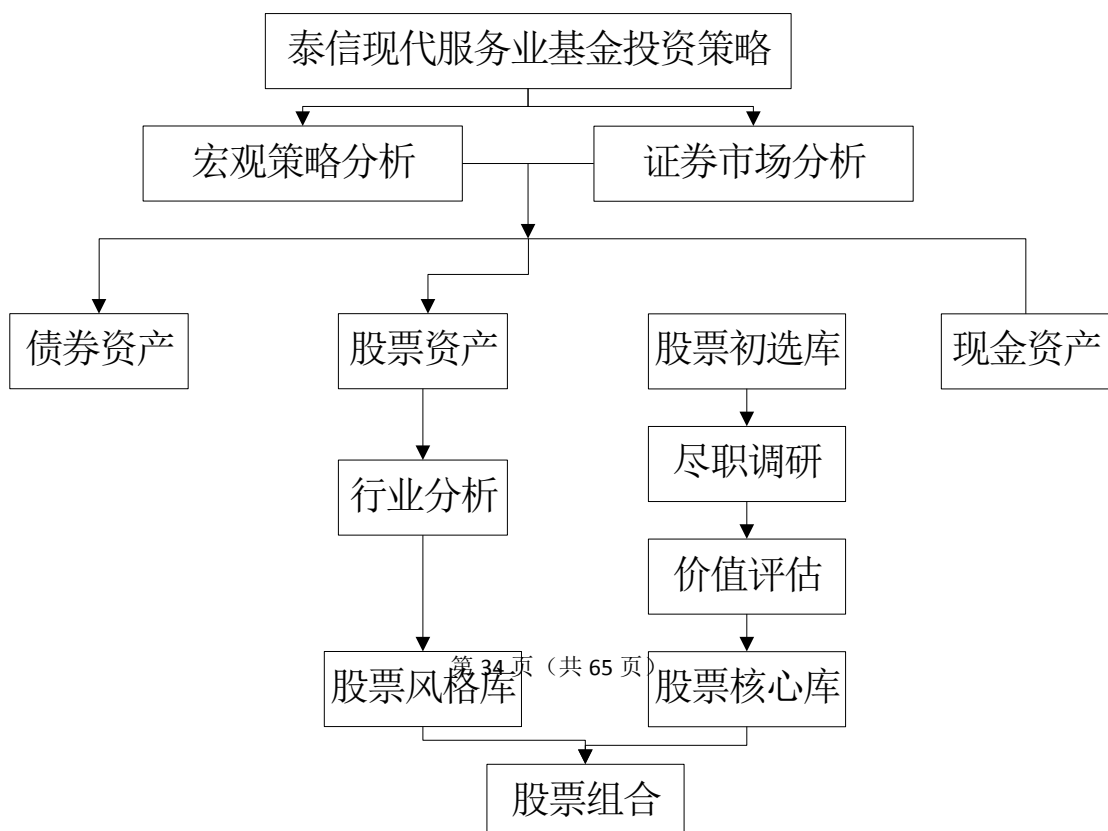 泰信现代服务业基金投资策略
宏观策略分析
证券市场分析
债券资产
股票资产
股票初选库
现金资产
尽职调研
行业分析
价值评估
第 34 页（共 65 页）
股票风格库
股票核心库
股票组合